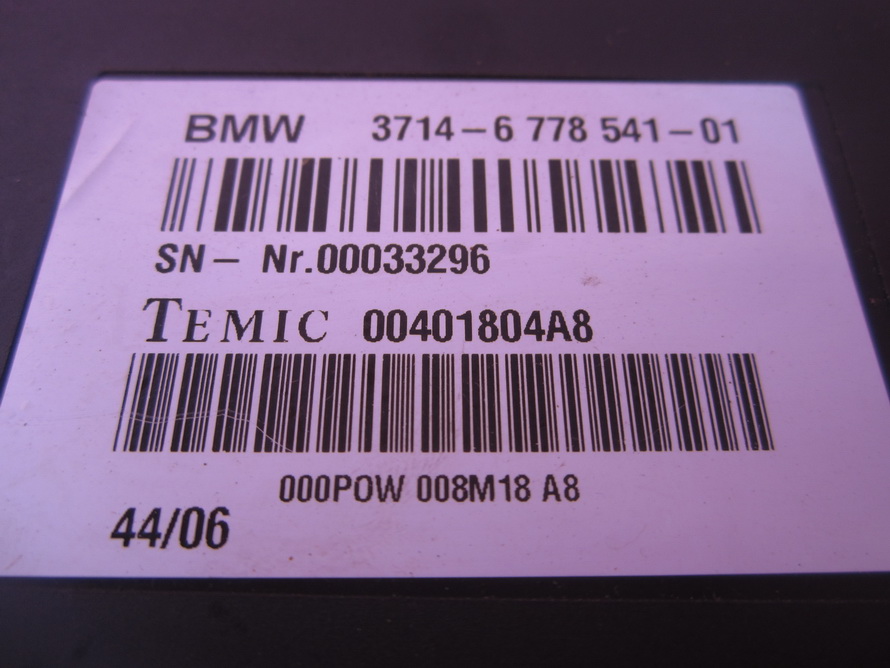 BMW 3714-6 778 541-01
SN- Nr.00033296
TEMIC 00401804A8
000POW 008M18 A8
44/06